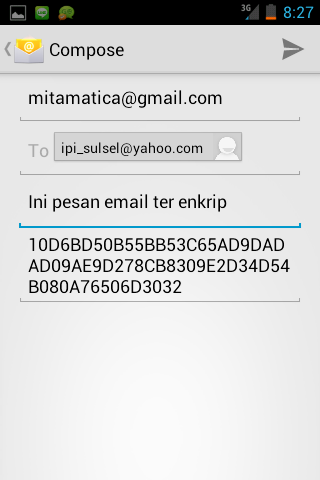 3G 8:27
Compose
mitamatica@gmail.com
To ipi_sulsel@yahoo.com
Ini pesan email ter enkrip
10D6BD50B55BB53C65AD9DAD
AD09AE9D278CB8309E2D34D54
B080A76506D3032